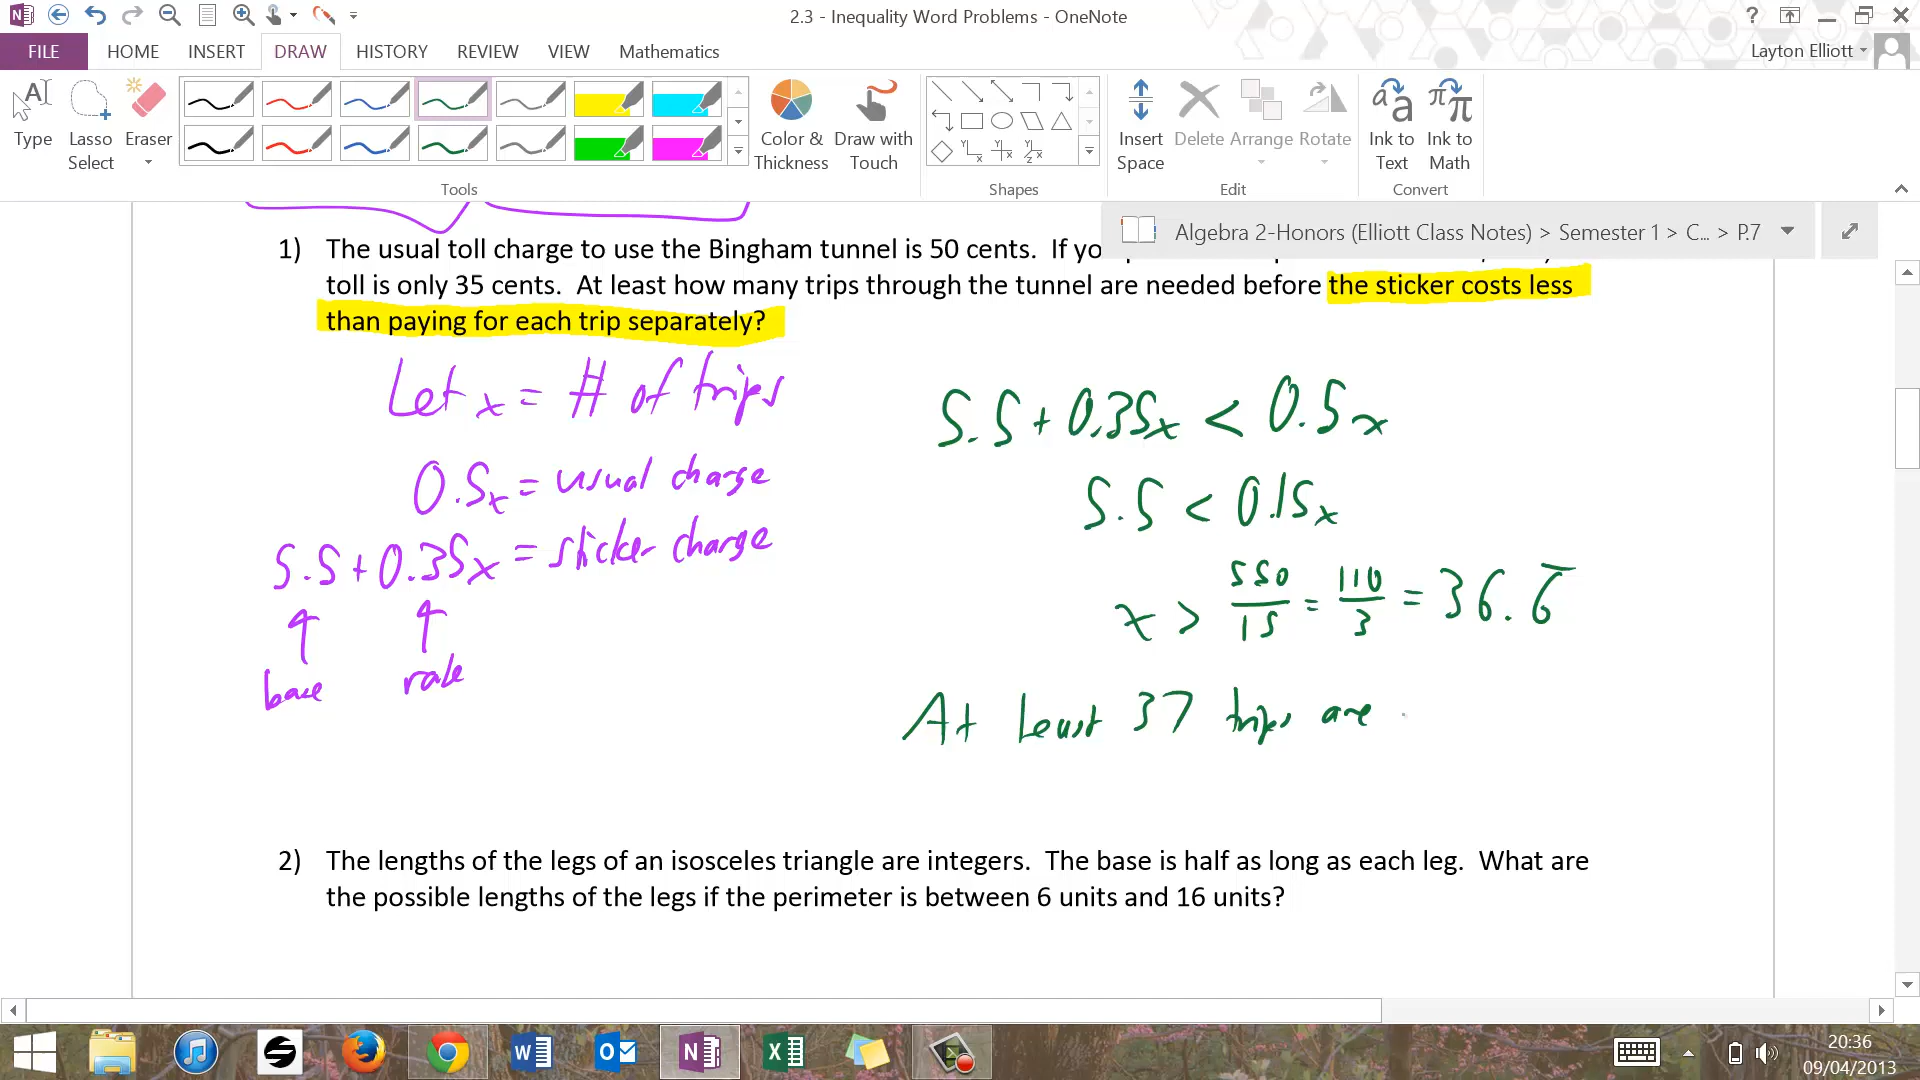 2.3 - Inequality Word Problems - OneNote
?
FILE HOME INSERT DRAW HISTORY REVIEW VIEW Mathematics
Layton Elliott
Type
Lasso Select
Eraser
Color & Thickness
Draw with Touch
Insert Space
Delete
Arrange
Rotate
Ink to Text
Ink to Math
Tools
Shapes
Edit
Convert
Algebra 2-Honors (Elliott Class Notes) > Semester 1 > C... > P.7
1) The usual toll charge to use the Bingham tunnel is 50 cents. If yo
toll is only 35 cents. At least how many trips through the tunnel are needed before the sticker costs less
than paying for each trip separately?
Let x = # of trips
0.5x = usual charge
5.5 + 0.35x = sticker charge
base
rate
5.5 + 0.35x < 0.5x
5.5 < 0.15x
x > 550/15 = 110/3 = 36.6̅
At least 37 trips are
2) The lengths of the legs of an isosceles triangle are integers. The base is half as long as each leg. What are
the possible lengths of the legs if the perimeter is between 6 units and 16 units?
20:36
09/04/2013